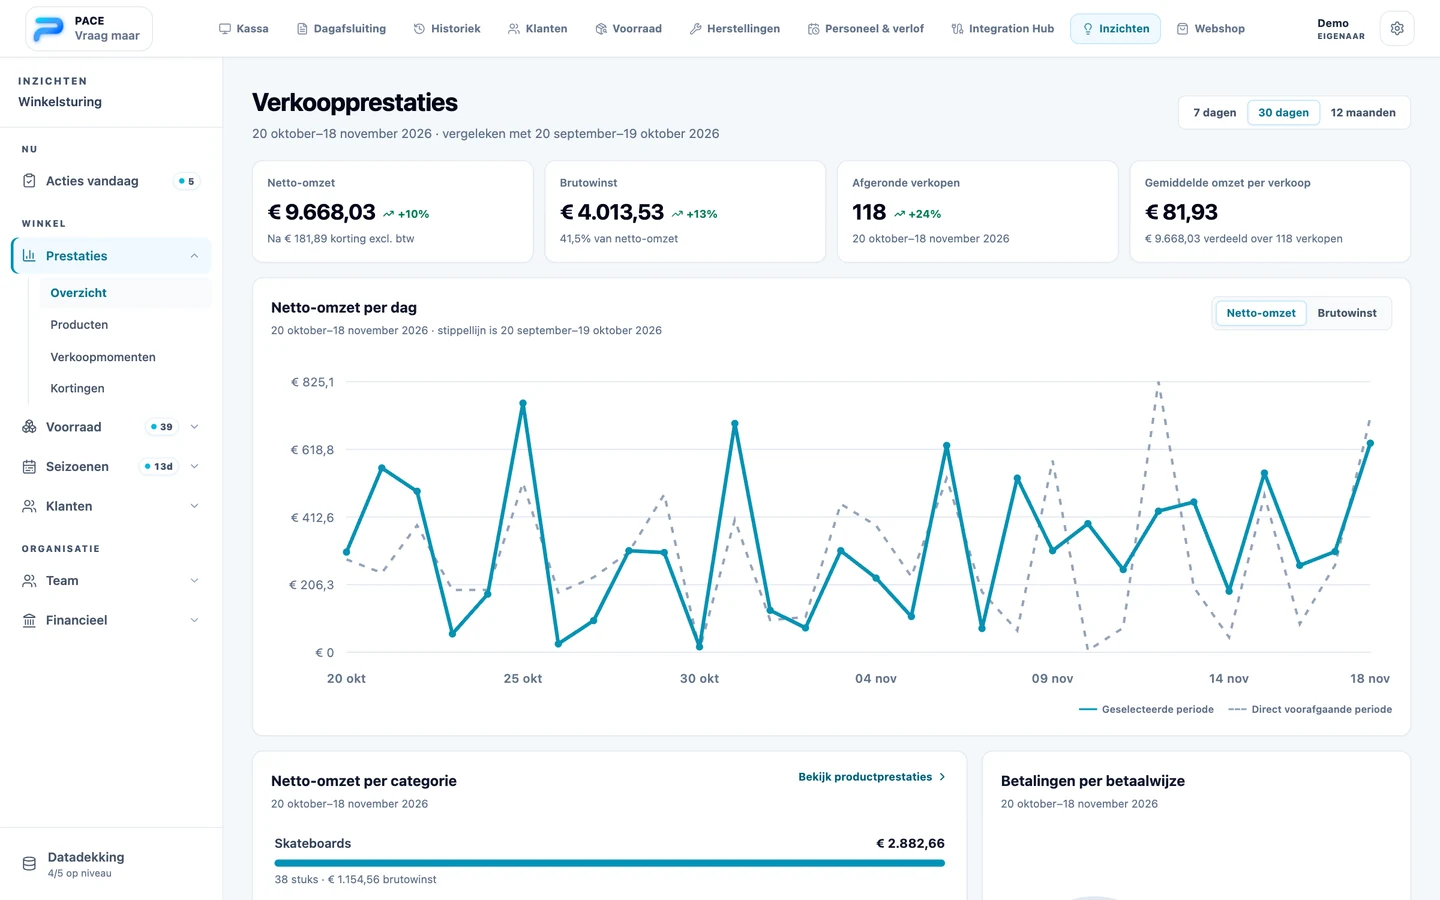 PACE
Vraag maar
Kassa
Dagafsluiting
Historiek
Klanten
Voorraad
Herstellingen
Personeel & verlof
Integration Hub
Inzichten
Webshop
Demo
EIGENAAR
INZICHTEN
Winkelsturing
NU
Acties vandaag
5
WINKEL
Prestaties
Overzicht
Producten
Verkoopmomenten
Kortingen
Voorraad
39
Seizoenen
13d
Klanten
ORGANISATIE
Team
Financieel
Datadekking
4/5 op niveau
Verkoopprestaties
20 oktober–18 november 2026 · vergeleken met 20 september–19 oktober 2026
7 dagen
30 dagen
12 maanden
Netto-omzet
€ 9.668,03
+10%
Na € 181,89 korting excl. btw
Brutowinst
€ 4.013,53
+13%
41,5% van netto-omzet
Afgeronde verkopen
118
+24%
20 oktober–18 november 2026
Gemiddelde omzet per verkoop
€ 81,93
€ 9.668,03 verdeeld over 118 verkopen
Netto-omzet per dag
20 oktober–18 november 2026 · stippellijn is 20 september–19 oktober 2026
Netto-omzet
Brutowinst
€ 825,1
€ 618,8
€ 412,6
€ 206,3
€ 0
20 okt
25 okt
30 okt
04 nov
09 nov
14 nov
18 nov
Geselecteerde periode
Direct voorafgaande periode
Netto-omzet per categorie
20 oktober–18 november 2026
Bekijk productprestaties
Skateboards
€ 2.882,66
38 stuks · € 1.154,56 brutowinst
Betalingen per betaalwijze
20 oktober–18 november 2026